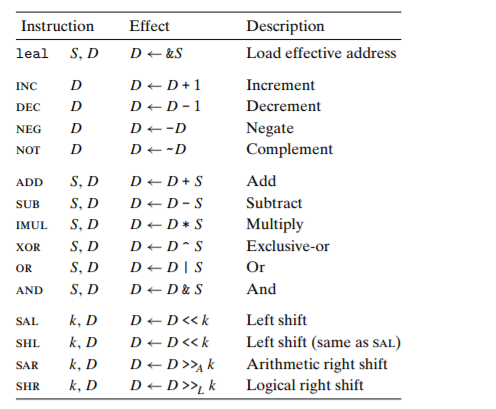 Instruction Effect Description
leal S, D D ← &S Load effective address
INC D D ← D + 1 Increment
DEC D D ← D - 1 Decrement
NEG D D ← -D Negate
NOT D D ← ~D Complement
ADD S, D D ← D + S Add
SUB S, D D ← D - S Subtract
IMUL S, D D ← D * S Multiply
XOR S, D D ← D ^ S Exclusive-or
OR S, D D ← D | S Or
AND S, D D ← D & S And
SAL k, D D ← D << k Left shift
SHL k, D D ← D << k Left shift (same as SAL)
SAR k, D D ← D >>A k Arithmetic right shift
SHR k, D D ← D >>L k Logical right shift